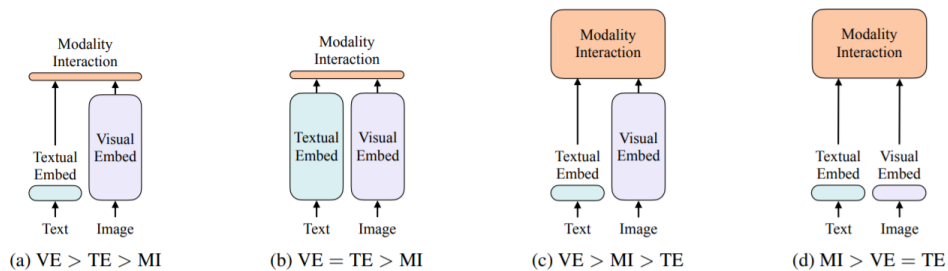 Modality
Interaction
Textual
Embed
Visual
Embed
Text
Image
(a) VE > TE > MI
Modality
Interaction
Textual
Embed
Visual
Embed
Text
Image
(b) VE = TE > MI
Modality
Interaction
Textual
Embed
Visual
Embed
Text
Image
(c) VE > MI > TE
Modality
Interaction
Textual
Embed
Visual
Embed
Text
Image
(d) MI > VE = TE